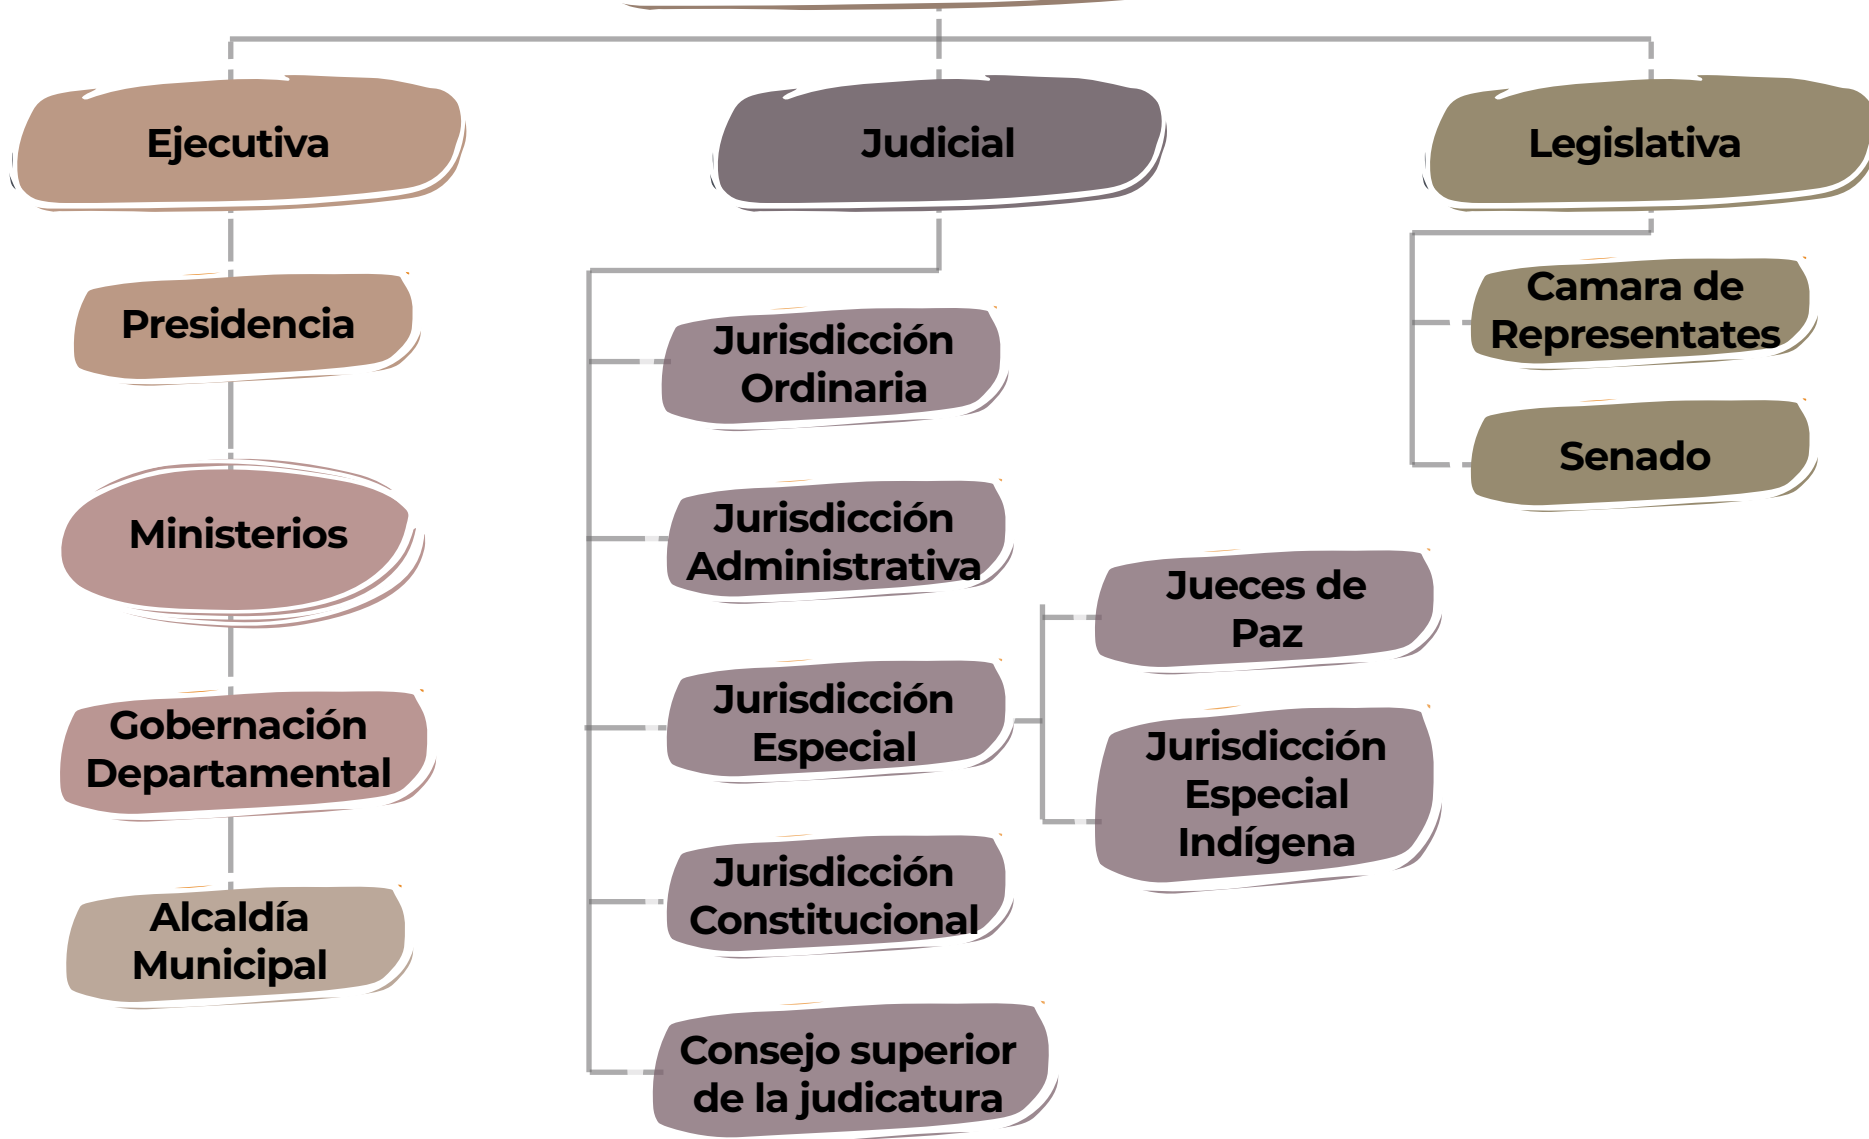 Ejecutiva
Judicial
Legislativa
Presidencia
Ministerios
Gobernación
Departamental
Alcaldía
Municipal
Jurisdicción
Ordinaria
Jurisdicción
Administrativa
Jurisdicción
Especial
Jueces de
Paz
Jurisdicción
Especial
Indígena
Jurisdicción
Constitucional
Consejo superior
de la judicatura
Camara de
Representates
Senado